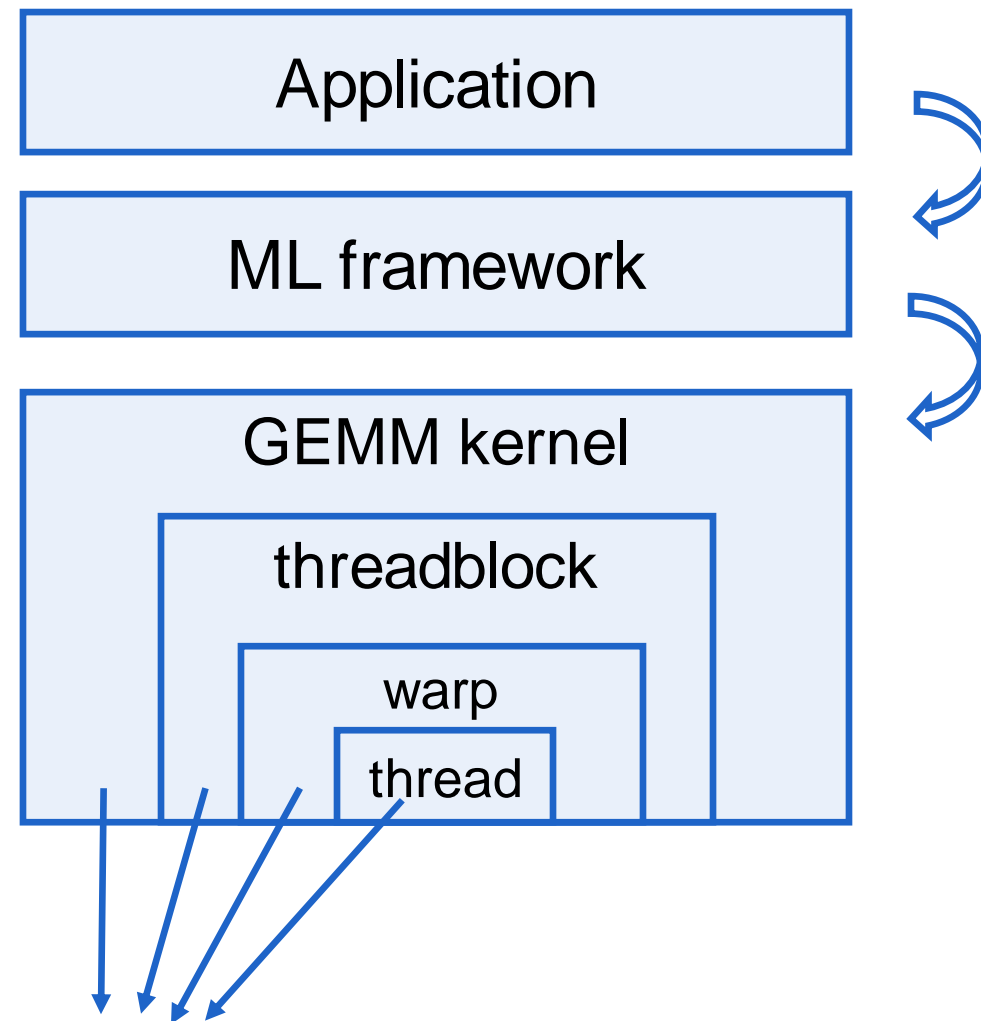 Application
ML framework
GEMM kernel
threadblock
warp
thread